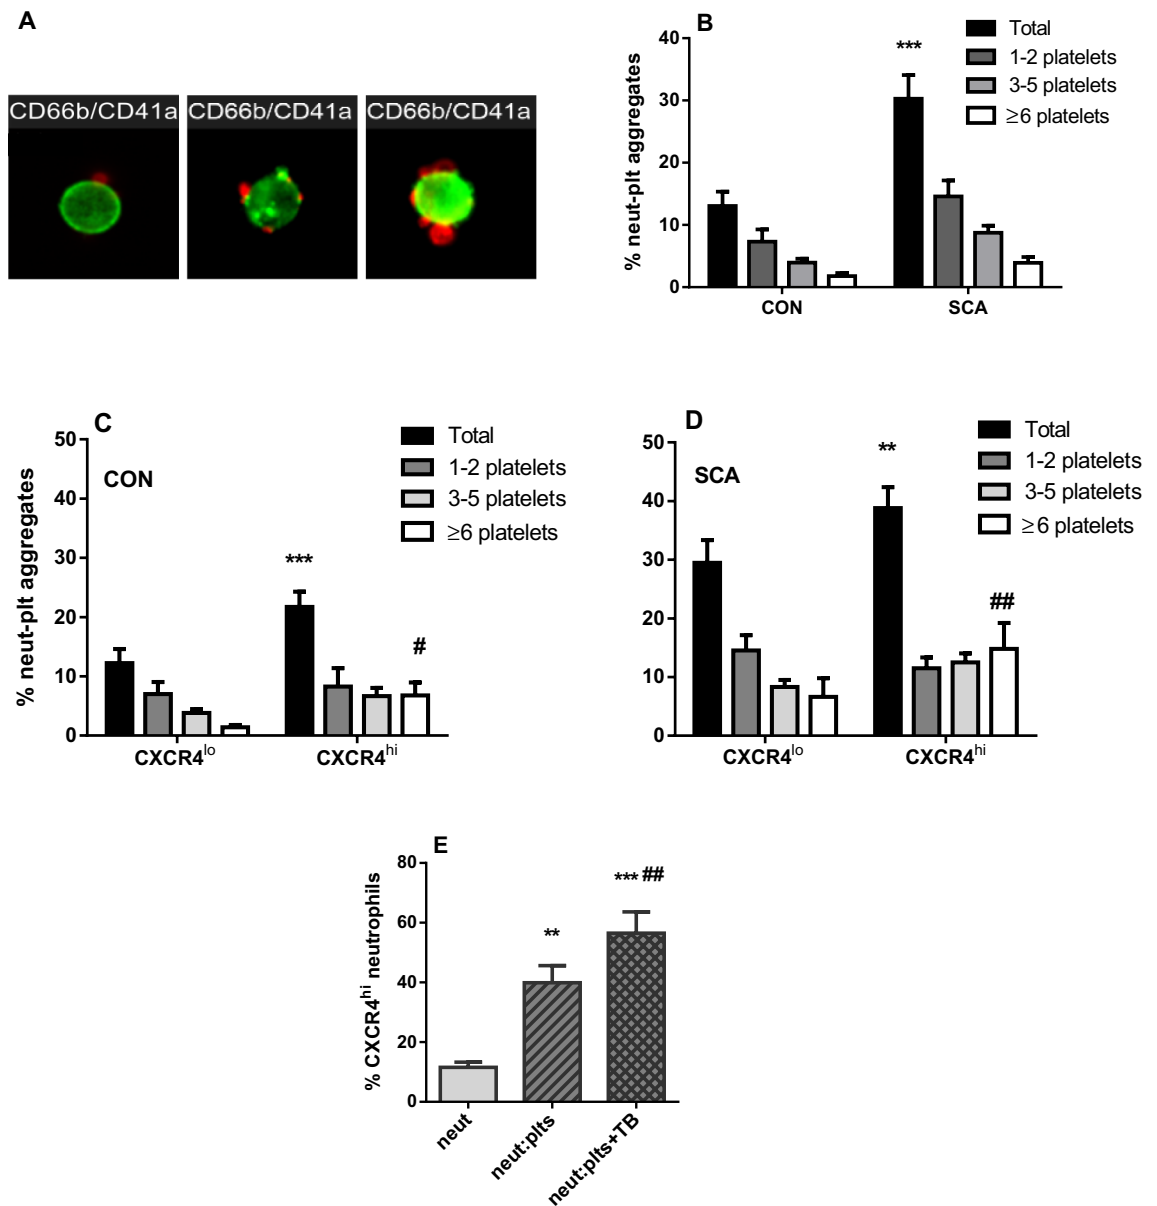 A
CD66b/CD41a
CD66b/CD41a
CD66b/CD41a
B
Total
1-2 platelets
3-5 platelets
≥6 platelets
% neut-plt aggregates
40
30
20
10
0
***
CON
SCA
C
CON
Total
1-2 platelets
3-5 platelets
≥6 platelets
% neut-plt aggregates
50
40
30
20
10
0
***
#
CXCR4lo
CXCR4hi
D
SCA
Total
1-2 platelets
3-5 platelets
≥6 platelets
50
40
30
20
10
0
**
##
CXCR4lo
CXCR4hi
E
% CXCR4hi neutrophils
80
60
40
20
0
**
*** ##
neut
neut:plts
neut:plts+TB